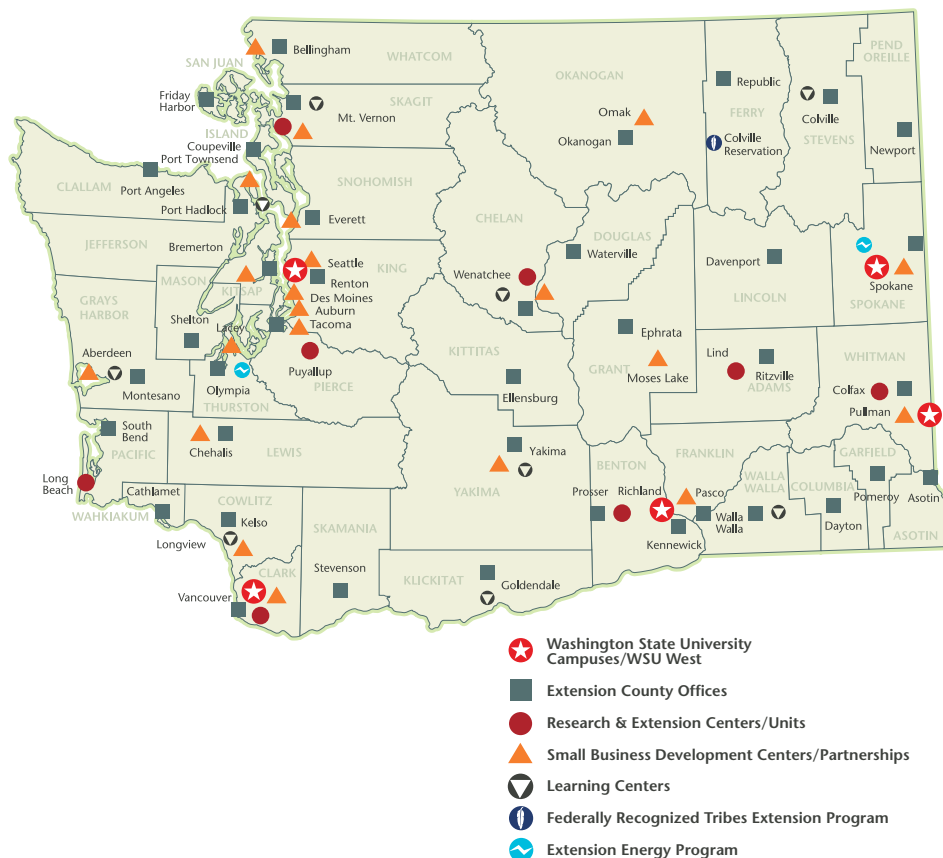 Bellingham
WHATCOM
SAN JUAN
Friday
Harbor
SKAGIT
Mt. Vernon
ISLAND
Coupeville
Port Townsend
OKANOGAN
Omak
Okanogan
Republic
FERRY
Colville
Reservation
PEND
OREILLE
Colville
STEVENS
Newport
CLALLAM
Port Angeles
SNOHOMISH
Port Hadlock
Everett
CHELAN
JEFFERSON
Bremerton
DOUGLAS
Waterville
Davenport
Seattle
KING
Renton
Wenatchee
MASON
KITSAP
Des Moines
Auburn
Tacoma
LINCOLN
Spokane
SPOKANE
GRAYS
HARBOR
Shelton
Lacey
Ephrata
KITTITAS
Aberdeen
Puyallup
PIERCE
GRANT
Moses Lake
Lind
Ritzville
ADAMS
WHITMAN
Colfax
Pullman
Montesano
Olympia
THURSTON
Ellensburg
South
Bend
PACIFIC
Chehalis
LEWIS
Yakima
YAKIMA
BENTON
FRANKLIN
GARFIELD
Long
Beach
Cathlamet
WAHKIAKUM
COWLITZ
Kelso
SKAMANIA
Prosser
Richland
Pasco
WALLA
WALLA
COLUMBIA
Pomeroy
Asotin
Longview
Kennewick
Walla
Walla
Dayton
ASOTIN
CLARK
Stevenson
KLICKITAT
Goldendale
Vancouver
Washington State University
Campuses/WSU West
Extension County Offices
Research & Extension Centers/Units
Small Business Development Centers/Partnerships
Learning Centers
Federally Recognized Tribes Extension Program
Extension Energy Program